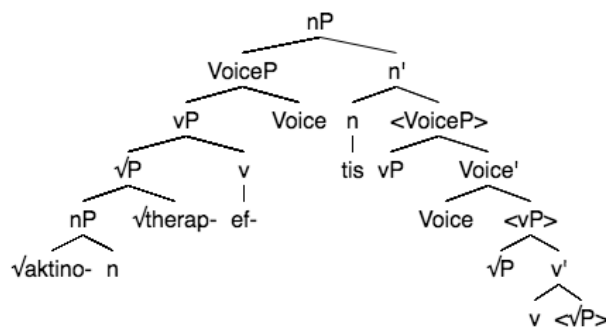 nP
VoiceP n'
vP Voice n <VoiceP>
√P v tis vP Voice'
nP √therap- ef- Voice <vP>
√aktino- n √P v'
v <√P>